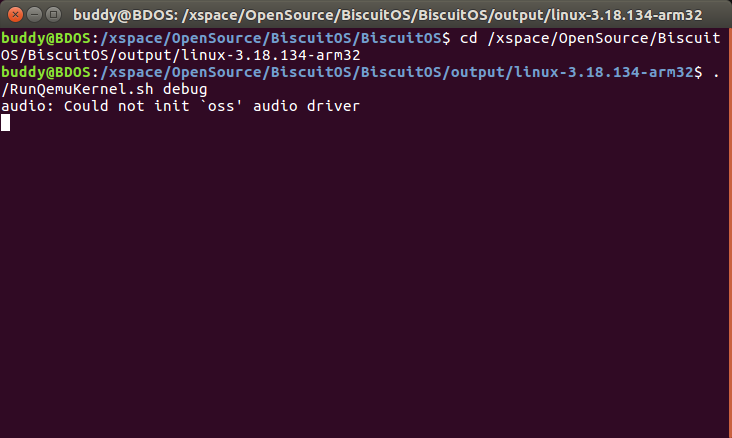 buddy@BDOS: /xspace/OpenSource/BiscuitOS/BiscuitOS/output/linux-3.18.134-arm32
buddy@BDOS:/xspace/OpenSource/BiscuitOS/BiscuitOS$ cd /xspace/OpenSource/Biscuit
OS/BiscuitOS/output/linux-3.18.134-arm32
buddy@BDOS:/xspace/OpenSource/BiscuitOS/BiscuitOS/output/linux-3.18.134-arm32$ .
/RunQemuKernel.sh debug
audio: Could not init `oss' audio driver